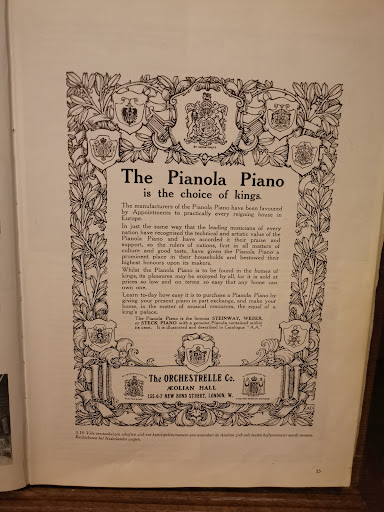 The Pianola Piano
is the choice of kings.
The manufacturers of the Pianola Piano have been favoured
by Appointments to practically every reigning house in
Europe.
In just the same way that the leading musicians of every
nation have recognised the technical and artistic value of the
Pianola Piano and have accorded it their praise and
support, so the rulers of nations, first in all matters of
culture and good taste, have given the Pianola Piano a
prominent place in their households and bestowed their
highest honours upon its makers.
Whilst the Pianola Piano is to be found in the homes of
kings, its pleasures may be enjoyed by all, for it is sold at
prices so low and on terms so easy that any home can
own one.
Learn to-day how easy it is to purchase a Pianola Piano by
giving your present piano in part exchange, and make your
home, in the matter of musical resources, the equal of a
king's palace.
The Pianola Piano is the famous STEINWAY, WEBER,
or STECK PIANO with a genuine Pianola contained within
its case. It is illustrated and described in Catalogue "A.A."
The ORCHESTRELLE Co.
ÆOLIAN HALL
135-6-7 NEW BOND STREET, LONDON, W.
15